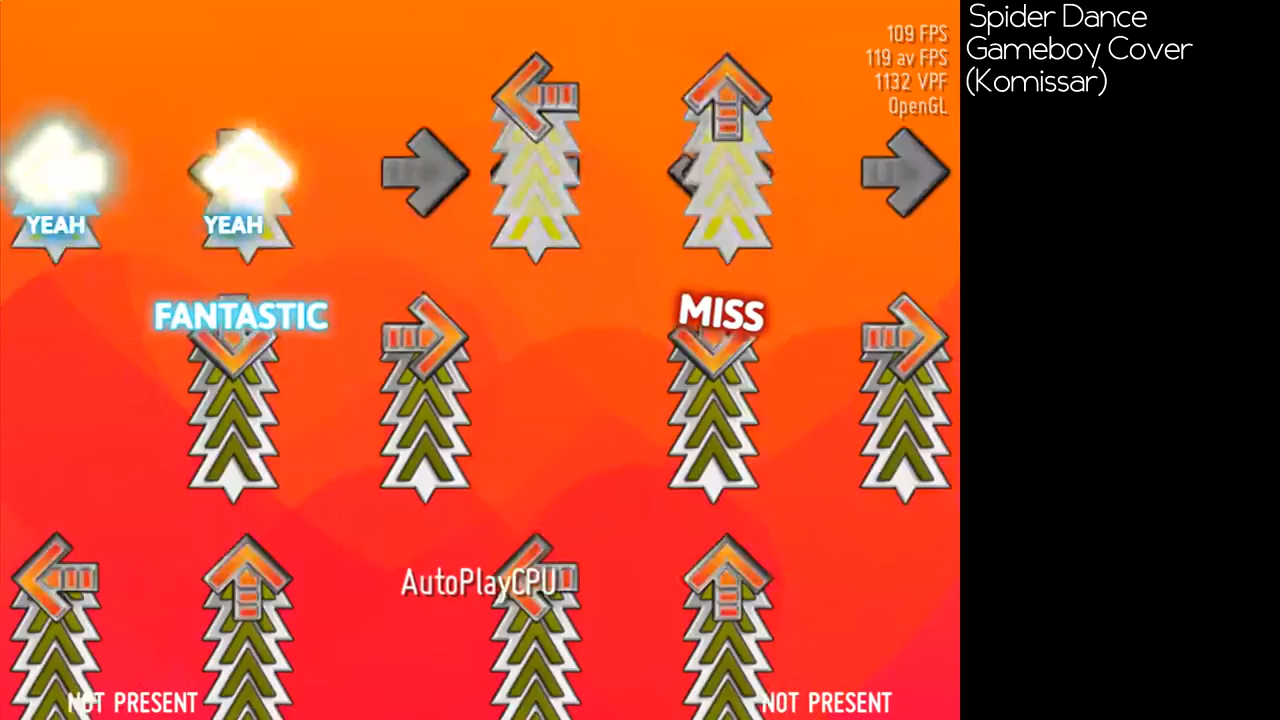 Spider Dance
Gameboy Cover
(Komissar)
109 FPS
119 av FPS
1132 VPF
OpenGL
YEAH
YEAH
FANTASTIC
MISS
AutoPlayCPU
NOT PRESENT
NOT PRESENT